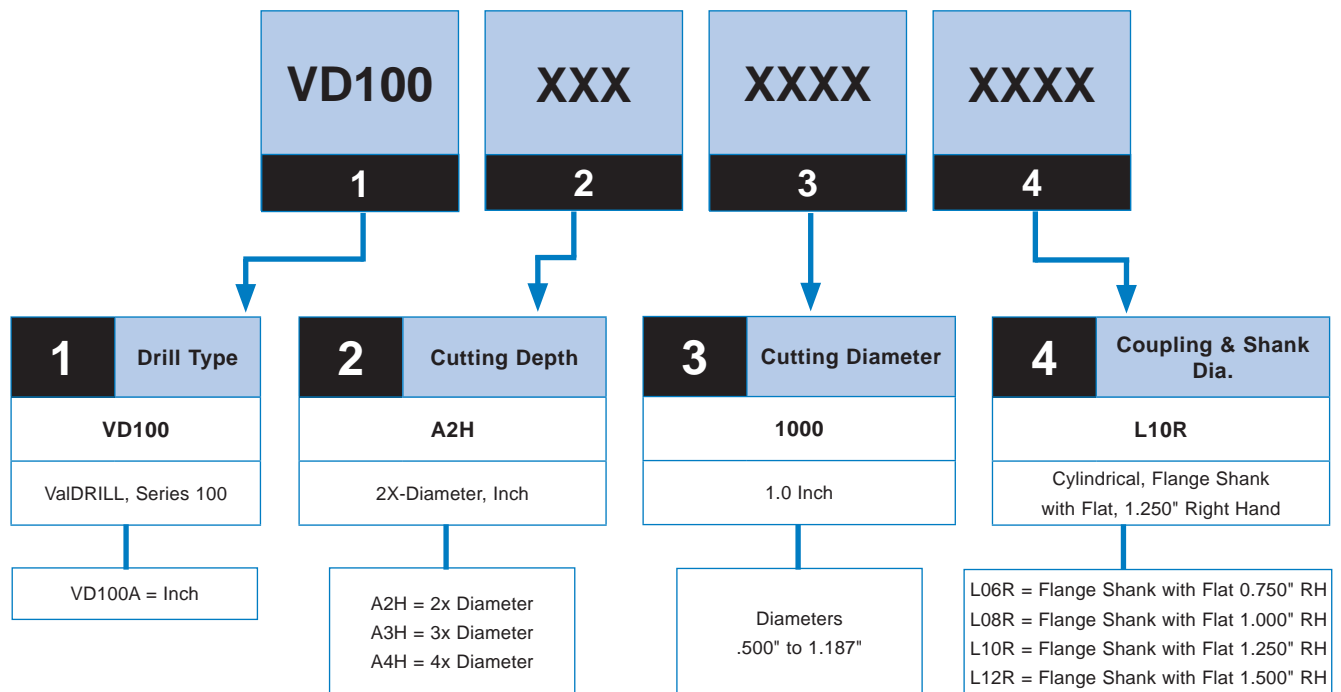 VD100 XXX XXXX XXXX
1 2 3 4
1 Drill Type
VD100
ValDRILL, Series 100
VD100A = Inch
2 Cutting Depth
A2H
2X-Diameter, Inch
A2H = 2x Diameter
A3H = 3x Diameter
A4H = 4x Diameter
3 Cutting Diameter
1000
1.0 Inch
Diameters
.500" to 1.187"
4 Coupling & Shank
Dia.
L10R
Cylindrical, Flange Shank
with Flat, 1.250" Right Hand
L06R = Flange Shank with Flat 0.750" RH
L08R = Flange Shank with Flat 1.000" RH
L10R = Flange Shank with Flat 1.250" RH
L12R = Flange Shank with Flat 1.500" RH